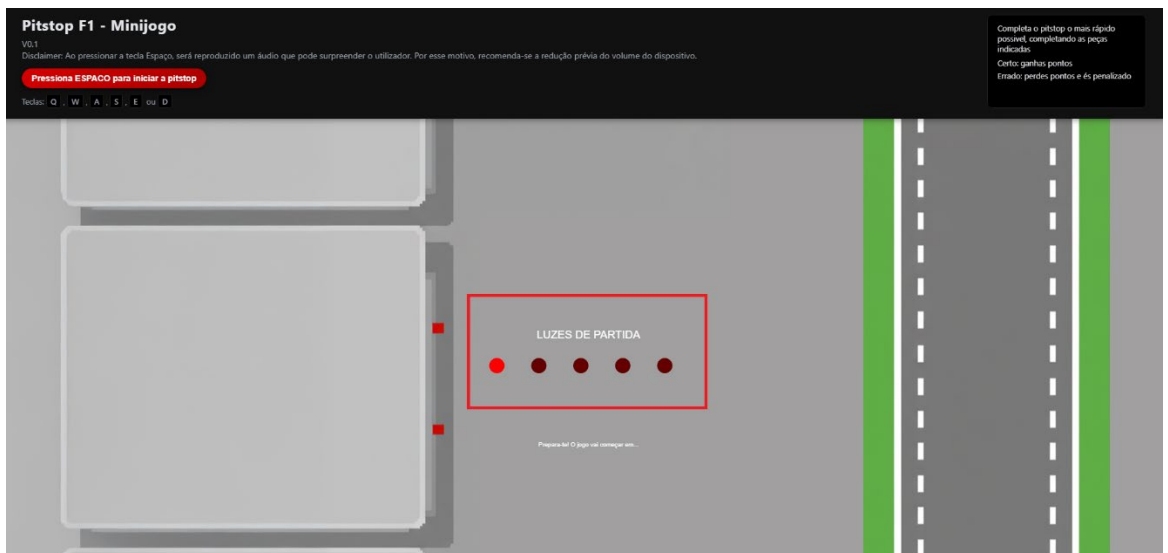 Pitstop F1 - Minijogo
V0.1
Disclaimer: Ao pressionar a tecla Espaço, será reproduzido um áudio que pode surpreender o utilizador. Por esse motivo, recomenda-se a redução prévia do volume do dispositivo.
Pressiona ESPACO para iniciar a pitstop
Teclas: Q , W , A , S , E ou D
Completa o pitstop o mais rápido
possível, completando as peças
indicadas
Certo: ganhas pontos
Errado: perdes pontos e és penalizado
LUZES DE PARTIDA
Prepara-te! O jogo vai começar em...